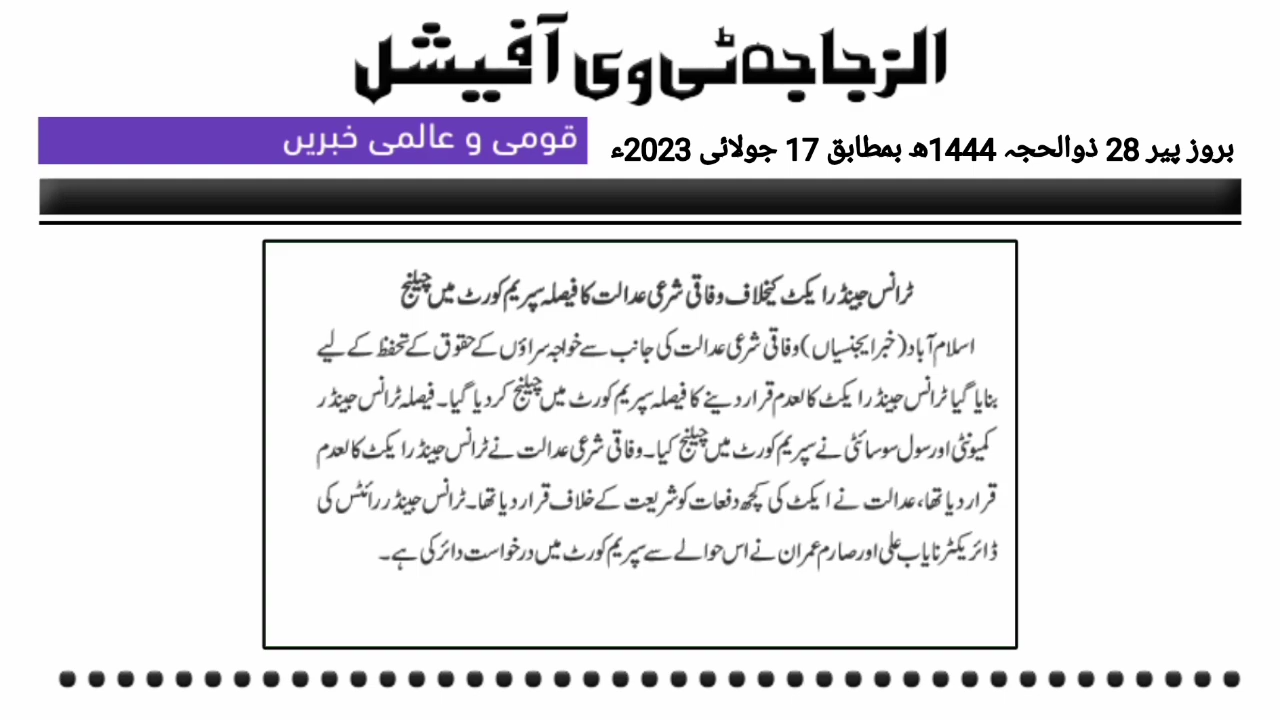 الزجاجہ ٹی وی آفیشل
بروز پیر 28 ذوالحجہ 1444ھ بمطابق 17 جولائی 2023ء
قومی و عالمی خبریں
ٹرانس جینڈر ایکٹ کیخلاف وفاقی شرعی عدالت کا فیصلہ سپریم کورٹ میں چیلنج
اسلام آباد (خبر ایجنسیاں) وفاقی شرعی عدالت کی جانب سے خواجہ سراؤں کے حقوق کے تحفظ کے لیے
بنایا گیا ٹرانس جینڈر ایکٹ کالعدم قرار دینے کا فیصلہ سپریم کورٹ میں چیلنج کر دیا گیا۔ فیصلہ ٹرانس جینڈر
کمیونٹی اور سول سوسائٹی نے سپریم کورٹ میں چیلنج کیا۔ وفاقی شرعی عدالت نے ٹرانس جینڈر ایکٹ کالعدم
قرار دیا تھا، عدالت نے ایکٹ کی کچھ دفعات کو شریعت کے خلاف قرار دیا تھا۔ ٹرانس جینڈر رائٹس کی
ڈائریکٹر نایاب علی اور صارم عمران نے اس حوالے سے سپریم کورٹ میں درخواست دائر کی ہے۔